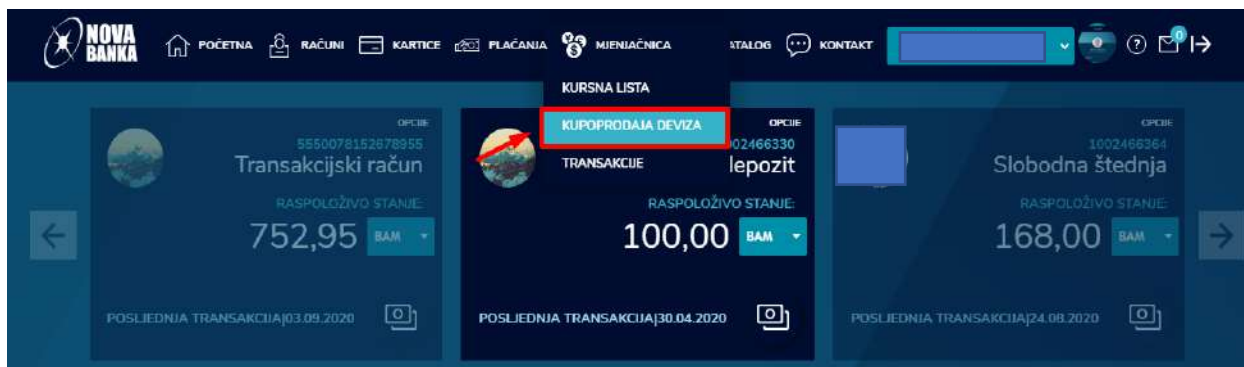 NOVA BANKA
POČETNA RAČUNI KARTICE PLAĆANJA MJENJAČNICA ATALOG KONTAKT 0
KURSNA LISTA
KUPOPRODAJA DEVIZA
TRANSAKCIJE
OPCIJE
5550078152678955
Transakcijski račun
RASPOLOŽIVO STANJE:
752,95 BAM
POSLJEDNJA TRANSAKCIJA|03.09.2020
OPCIJE
002466330
depozit
RASPOLOŽIVO STANJE:
100,00 BAM
POSLJEDNJA TRANSAKCIJA|30.04.2020
OPCIJE
1002466364
Slobodna štednja
RASPOLOŽIVO STANJE:
168,00 BAM
POSLJEDNJA TRANSAKCIJA|24.08.2020